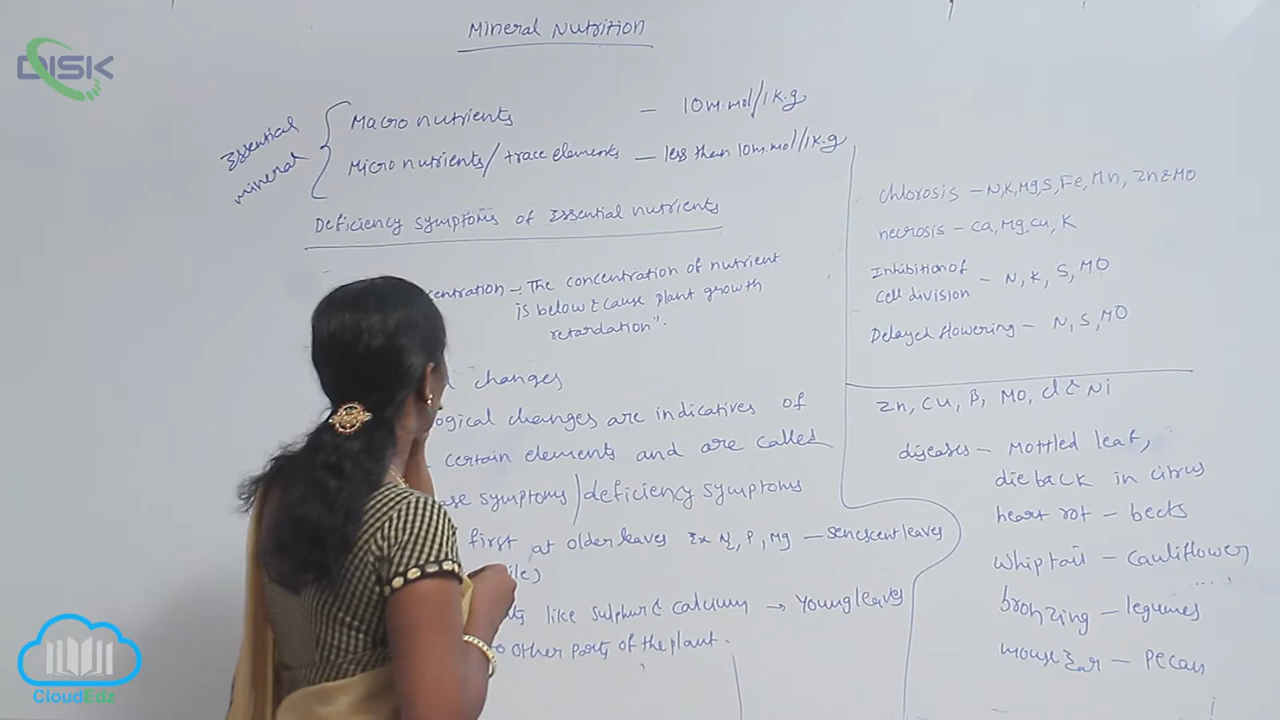 Mineral Nutrition
DISK
Essential mineral
Macro nutrients — 10m.mol/1K.g
Micro nutrients/trace elements — less than 10m.mol/1K.g
Deficiency symptoms of Essential nutrients
centration -: The concentration of nutrient
is below & cause plant growth
retardation".
changes
ogical changes are indicatives of
certain elements and are called
symptoms/deficiency symptoms
first at older leaves Ex N2, P, Mg — senescent leaves
ile)
like sulphur & calcium → Young leaves
other parts of the plant.
chlorosis — N,K,Mg,S,Fe,Mn, Zn & MO
necrosis — Ca,Mg,Cu,K
Inhibition of
cell division — N, K, S, MO
Delayed flowering — N, S, MO
Zn, Cu, B, Mo, Cl & Ni
diseases — Mottled leaf,
die back in citrus
heart rot — beets
whiptail — cauliflower
bronzing — legumes
mouse Ear — Pecan
CloudEdz